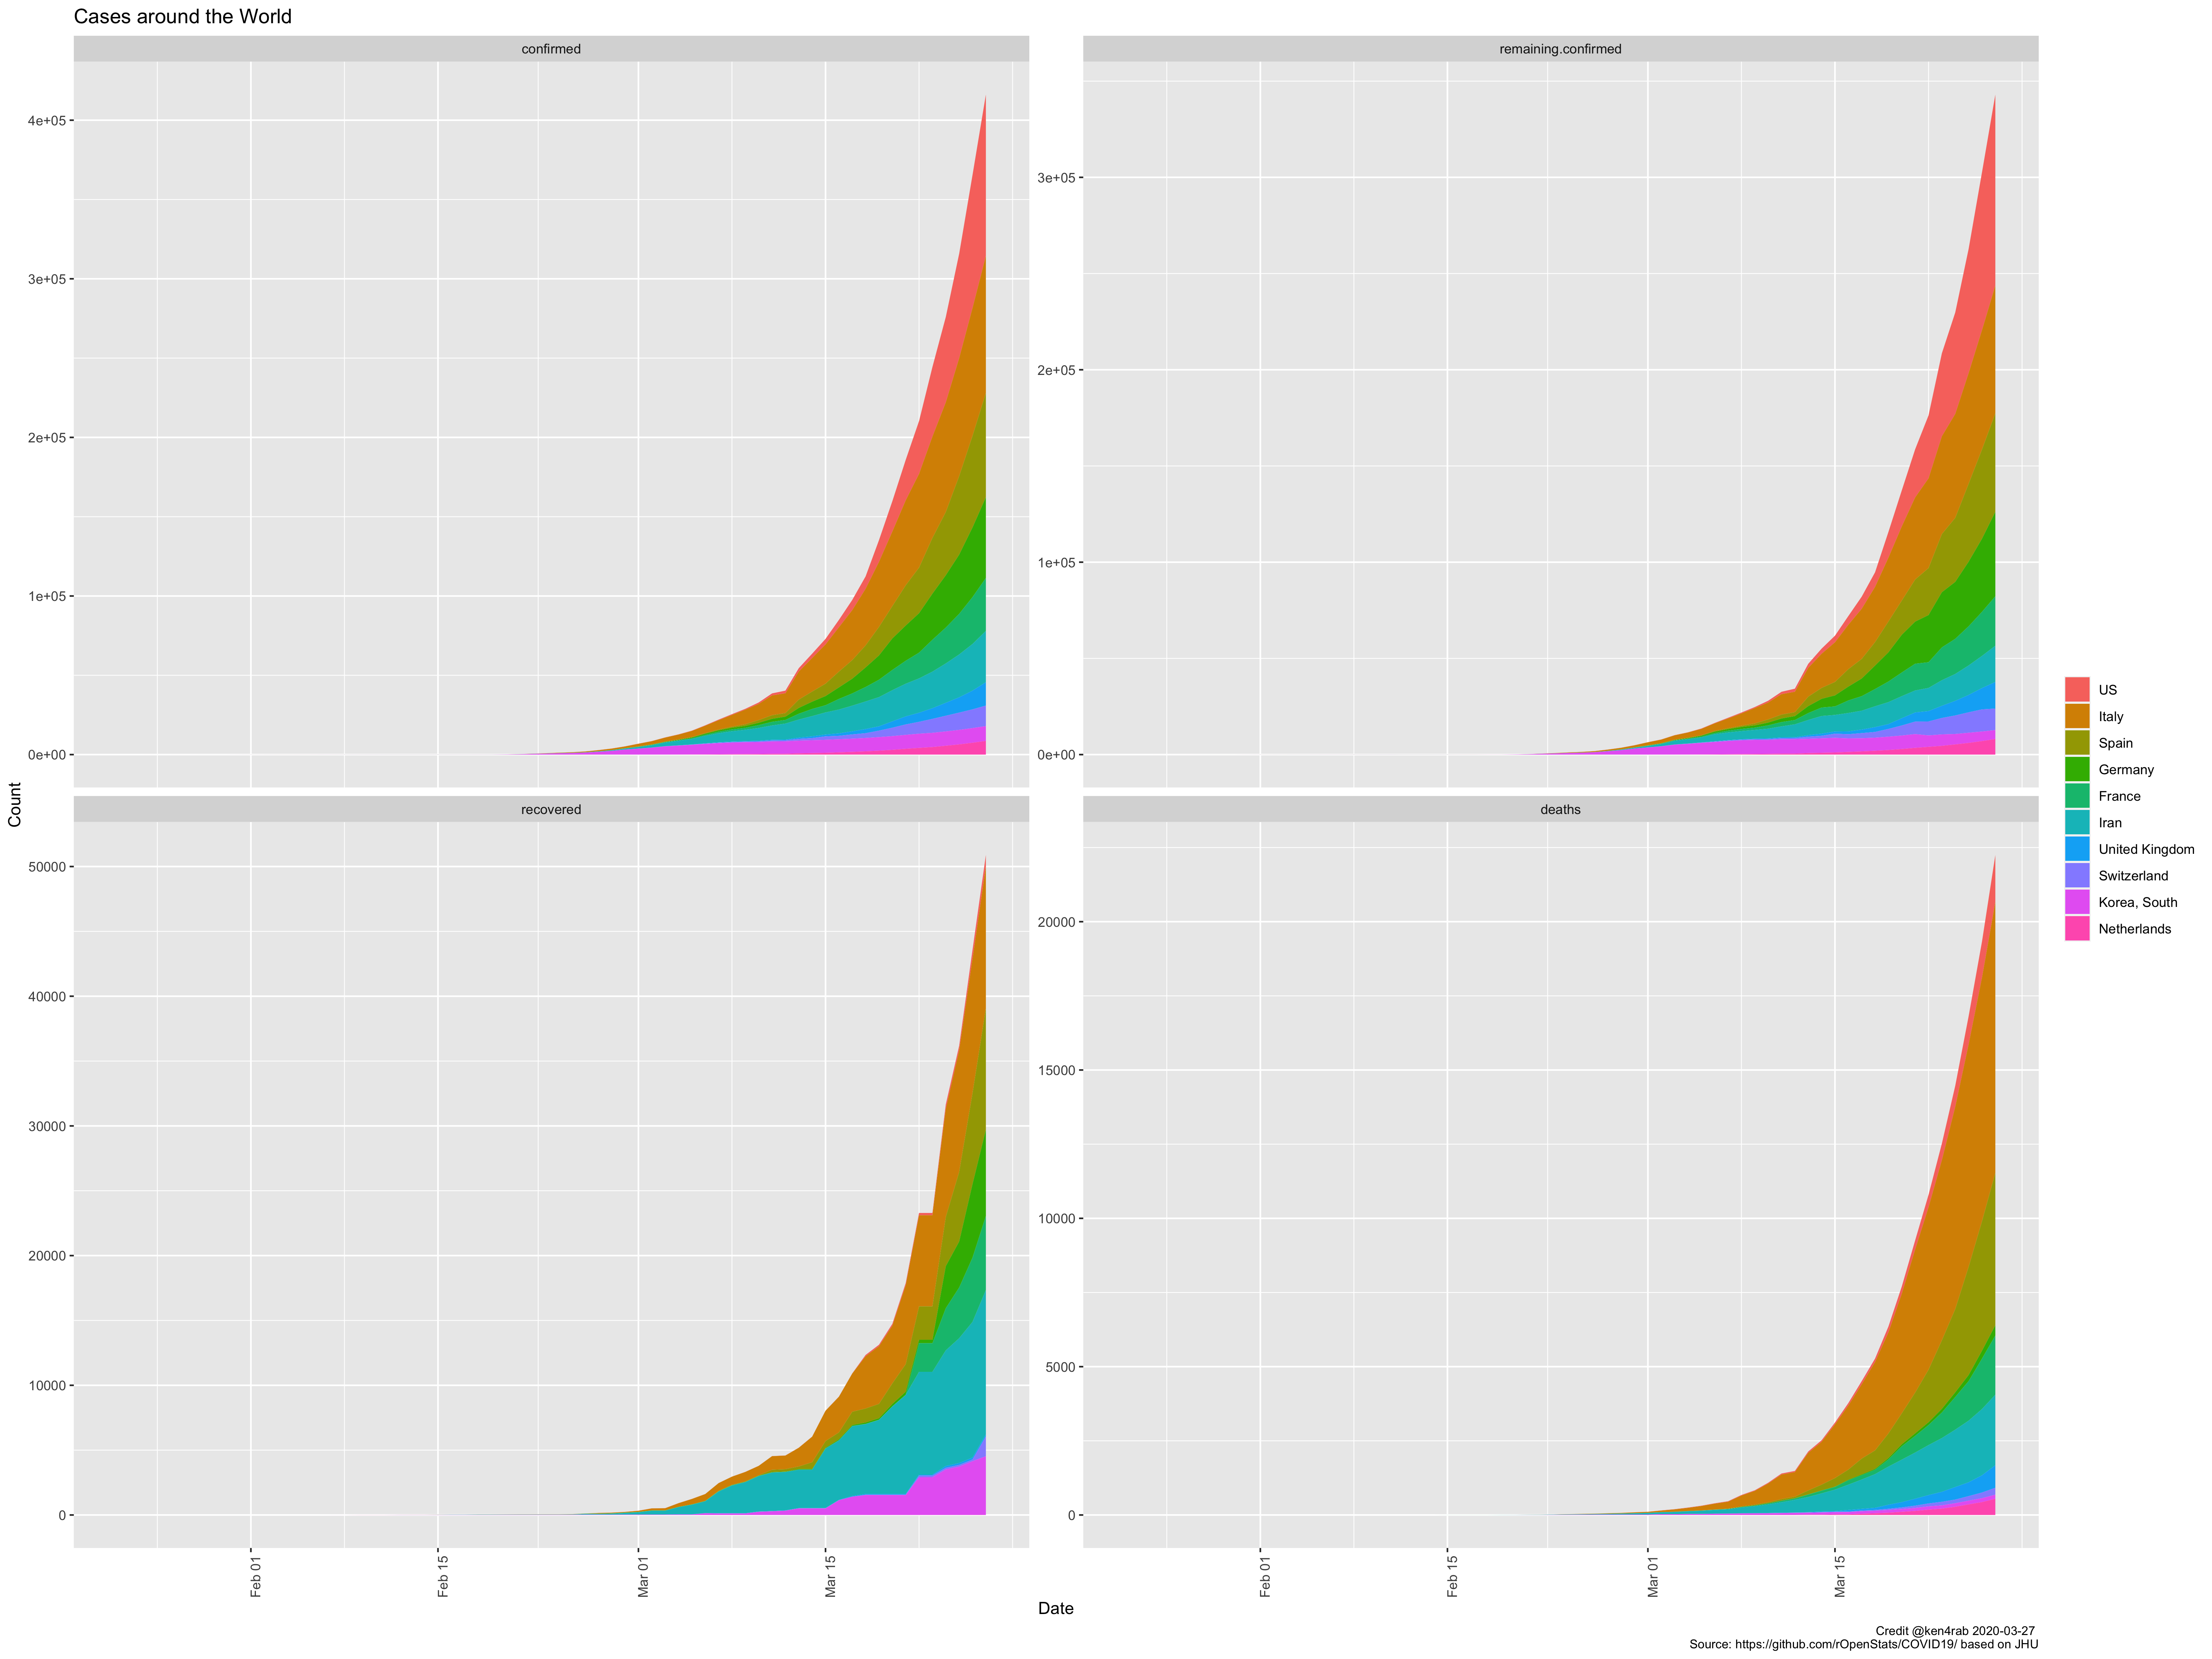 Cases around the World
confirmed
remaining.confirmed
4e+05
3e+05
2e+05
1e+05
0e+00
3e+05
2e+05
1e+05
0e+00
Count
recovered
deaths
50000
40000
30000
20000
10000
0
20000
15000
10000
5000
0
Feb 01
Feb 15
Mar 01
Mar 15
Feb 01
Feb 15
Mar 01
Mar 15
Date
US
Italy
Spain
Germany
France
Iran
United Kingdom
Switzerland
Korea, South
Netherlands
Credit @ken4rab 2020-03-27
Source: https://github.com/rOpenStats/COVID19/ based on JHU